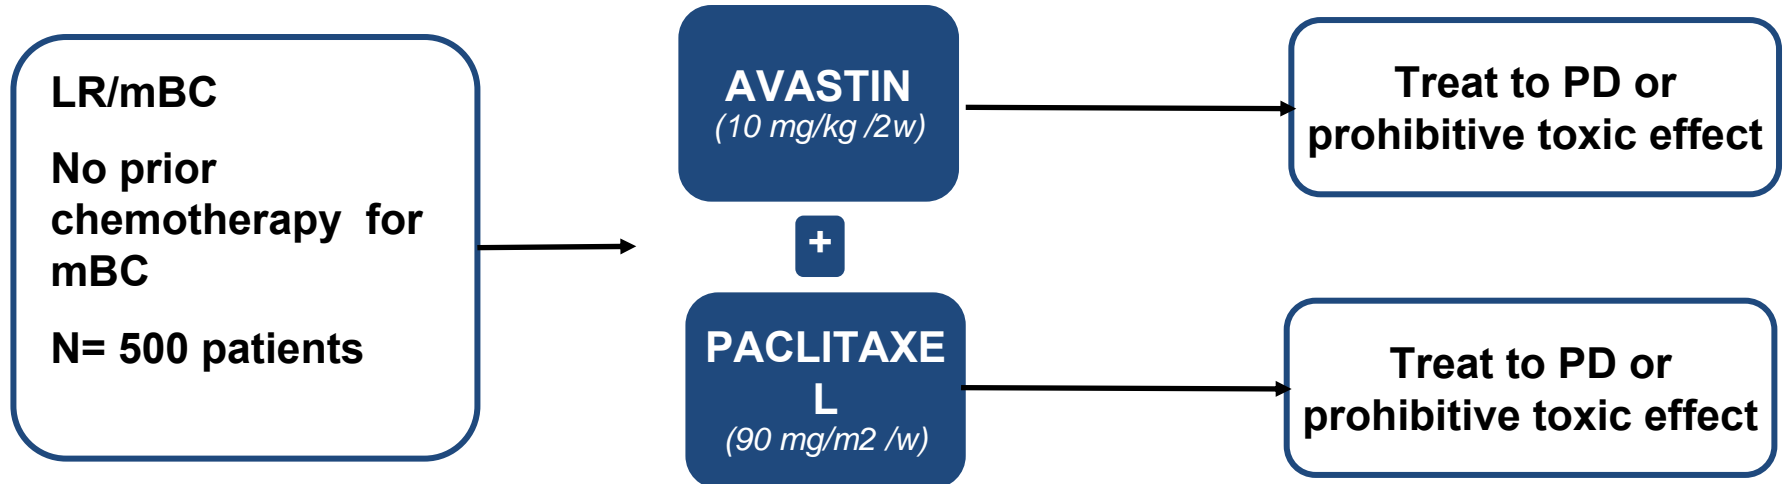 LR/mBC
No prior
chemotherapy for
mBC
N= 500 patients
AVASTIN
(10 mg/kg /2w)
+
PACLITAXE
L
(90 mg/m2 /w)
Treat to PD or
prohibitive toxic effect
Treat to PD or
prohibitive toxic effect